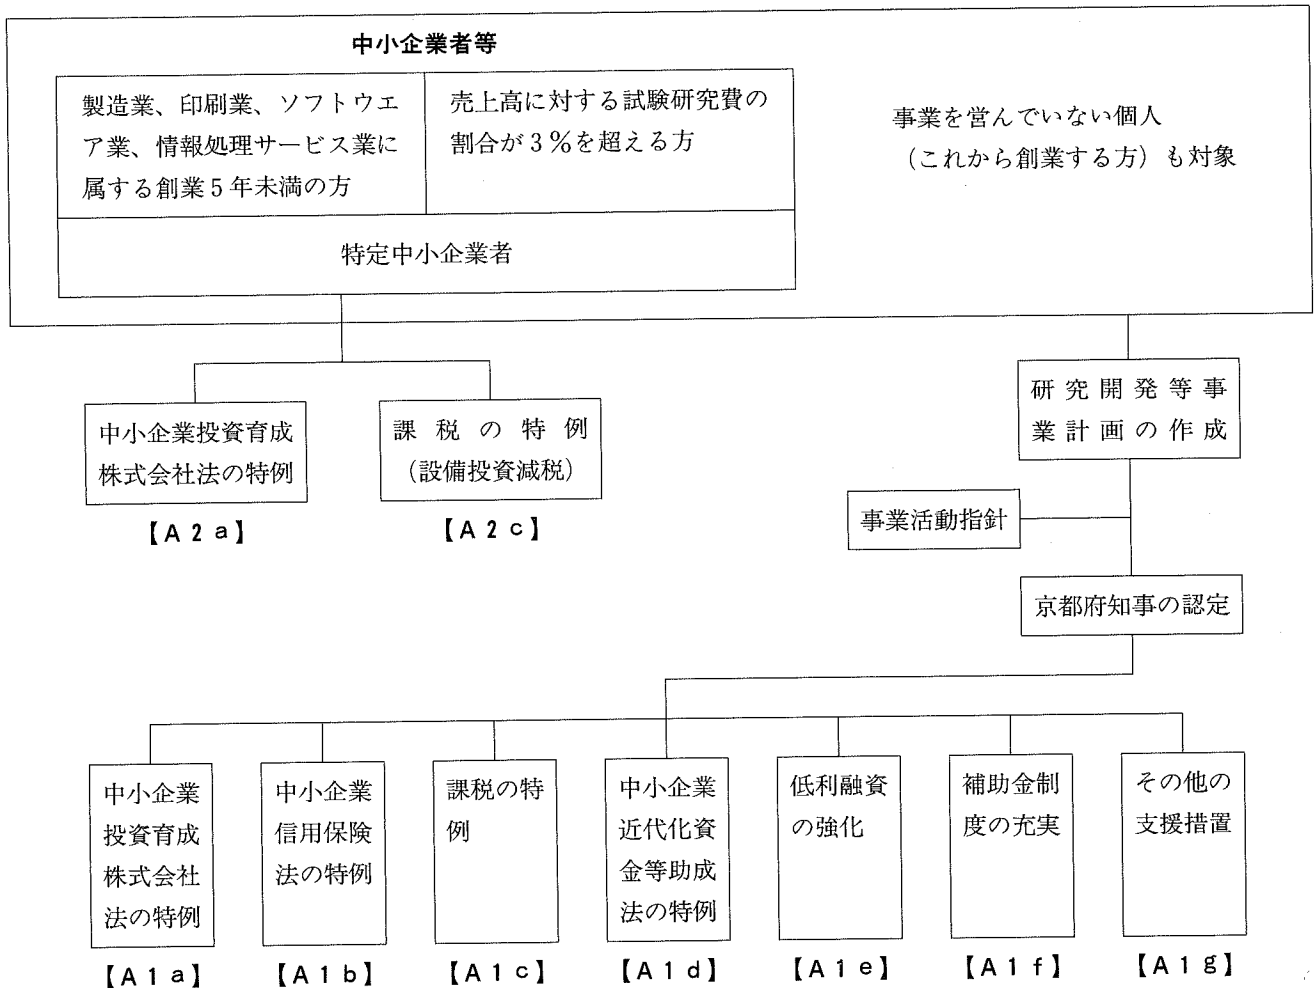 中小企業者等
製造業、印刷業、ソフトウエ
ア業、情報処理サービス業に
属する創業5年未満の方
売上高に対する試験研究費の
割合が3%を超える方
特定中小企業者
事業を営んでいない個人
（これから創業する方）も対象
中小企業投資育成
株式会社法の特例
【A2a】
課税の特例
（設備投資減税）
【A2c】
研究開発等事
業計画の作成
事業活動指針
京都府知事の認定
中小企業
投資育成
株式会社
法の特例
【A1a】
中小企業
信用保険
法の特例
【A1b】
課税の特
例
【A1c】
中小企業
近代化資
金等助成
法の特例
【A1d】
低利融資
の強化
【A1e】
補助金制
度の充実
【A1f】
その他の
支援措置
【A1g】